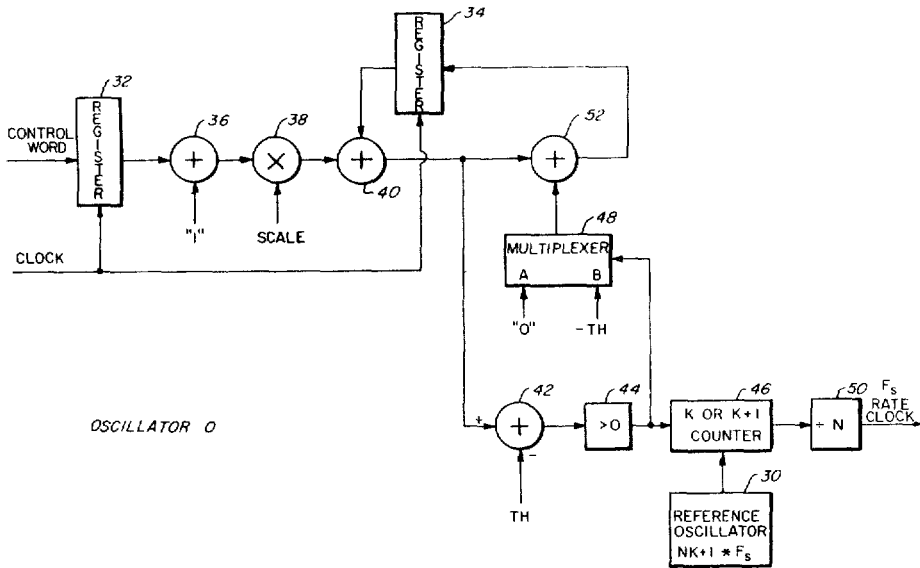 34
REGISTER
32
REGISTER
CONTROL
WORD
36
+
38
×
+
40
52
+
"1"
SCALE
48
MULTIPLEXER
A B
CLOCK
"0"
-TH
42
+
+
-
44
>0
46
K OR K+1
COUNTER
50
÷ N
Fs
RATE
CLOCK
OSCILLATOR O
TH
30
REFERENCE
OSCILLATOR
NK+1 * Fs